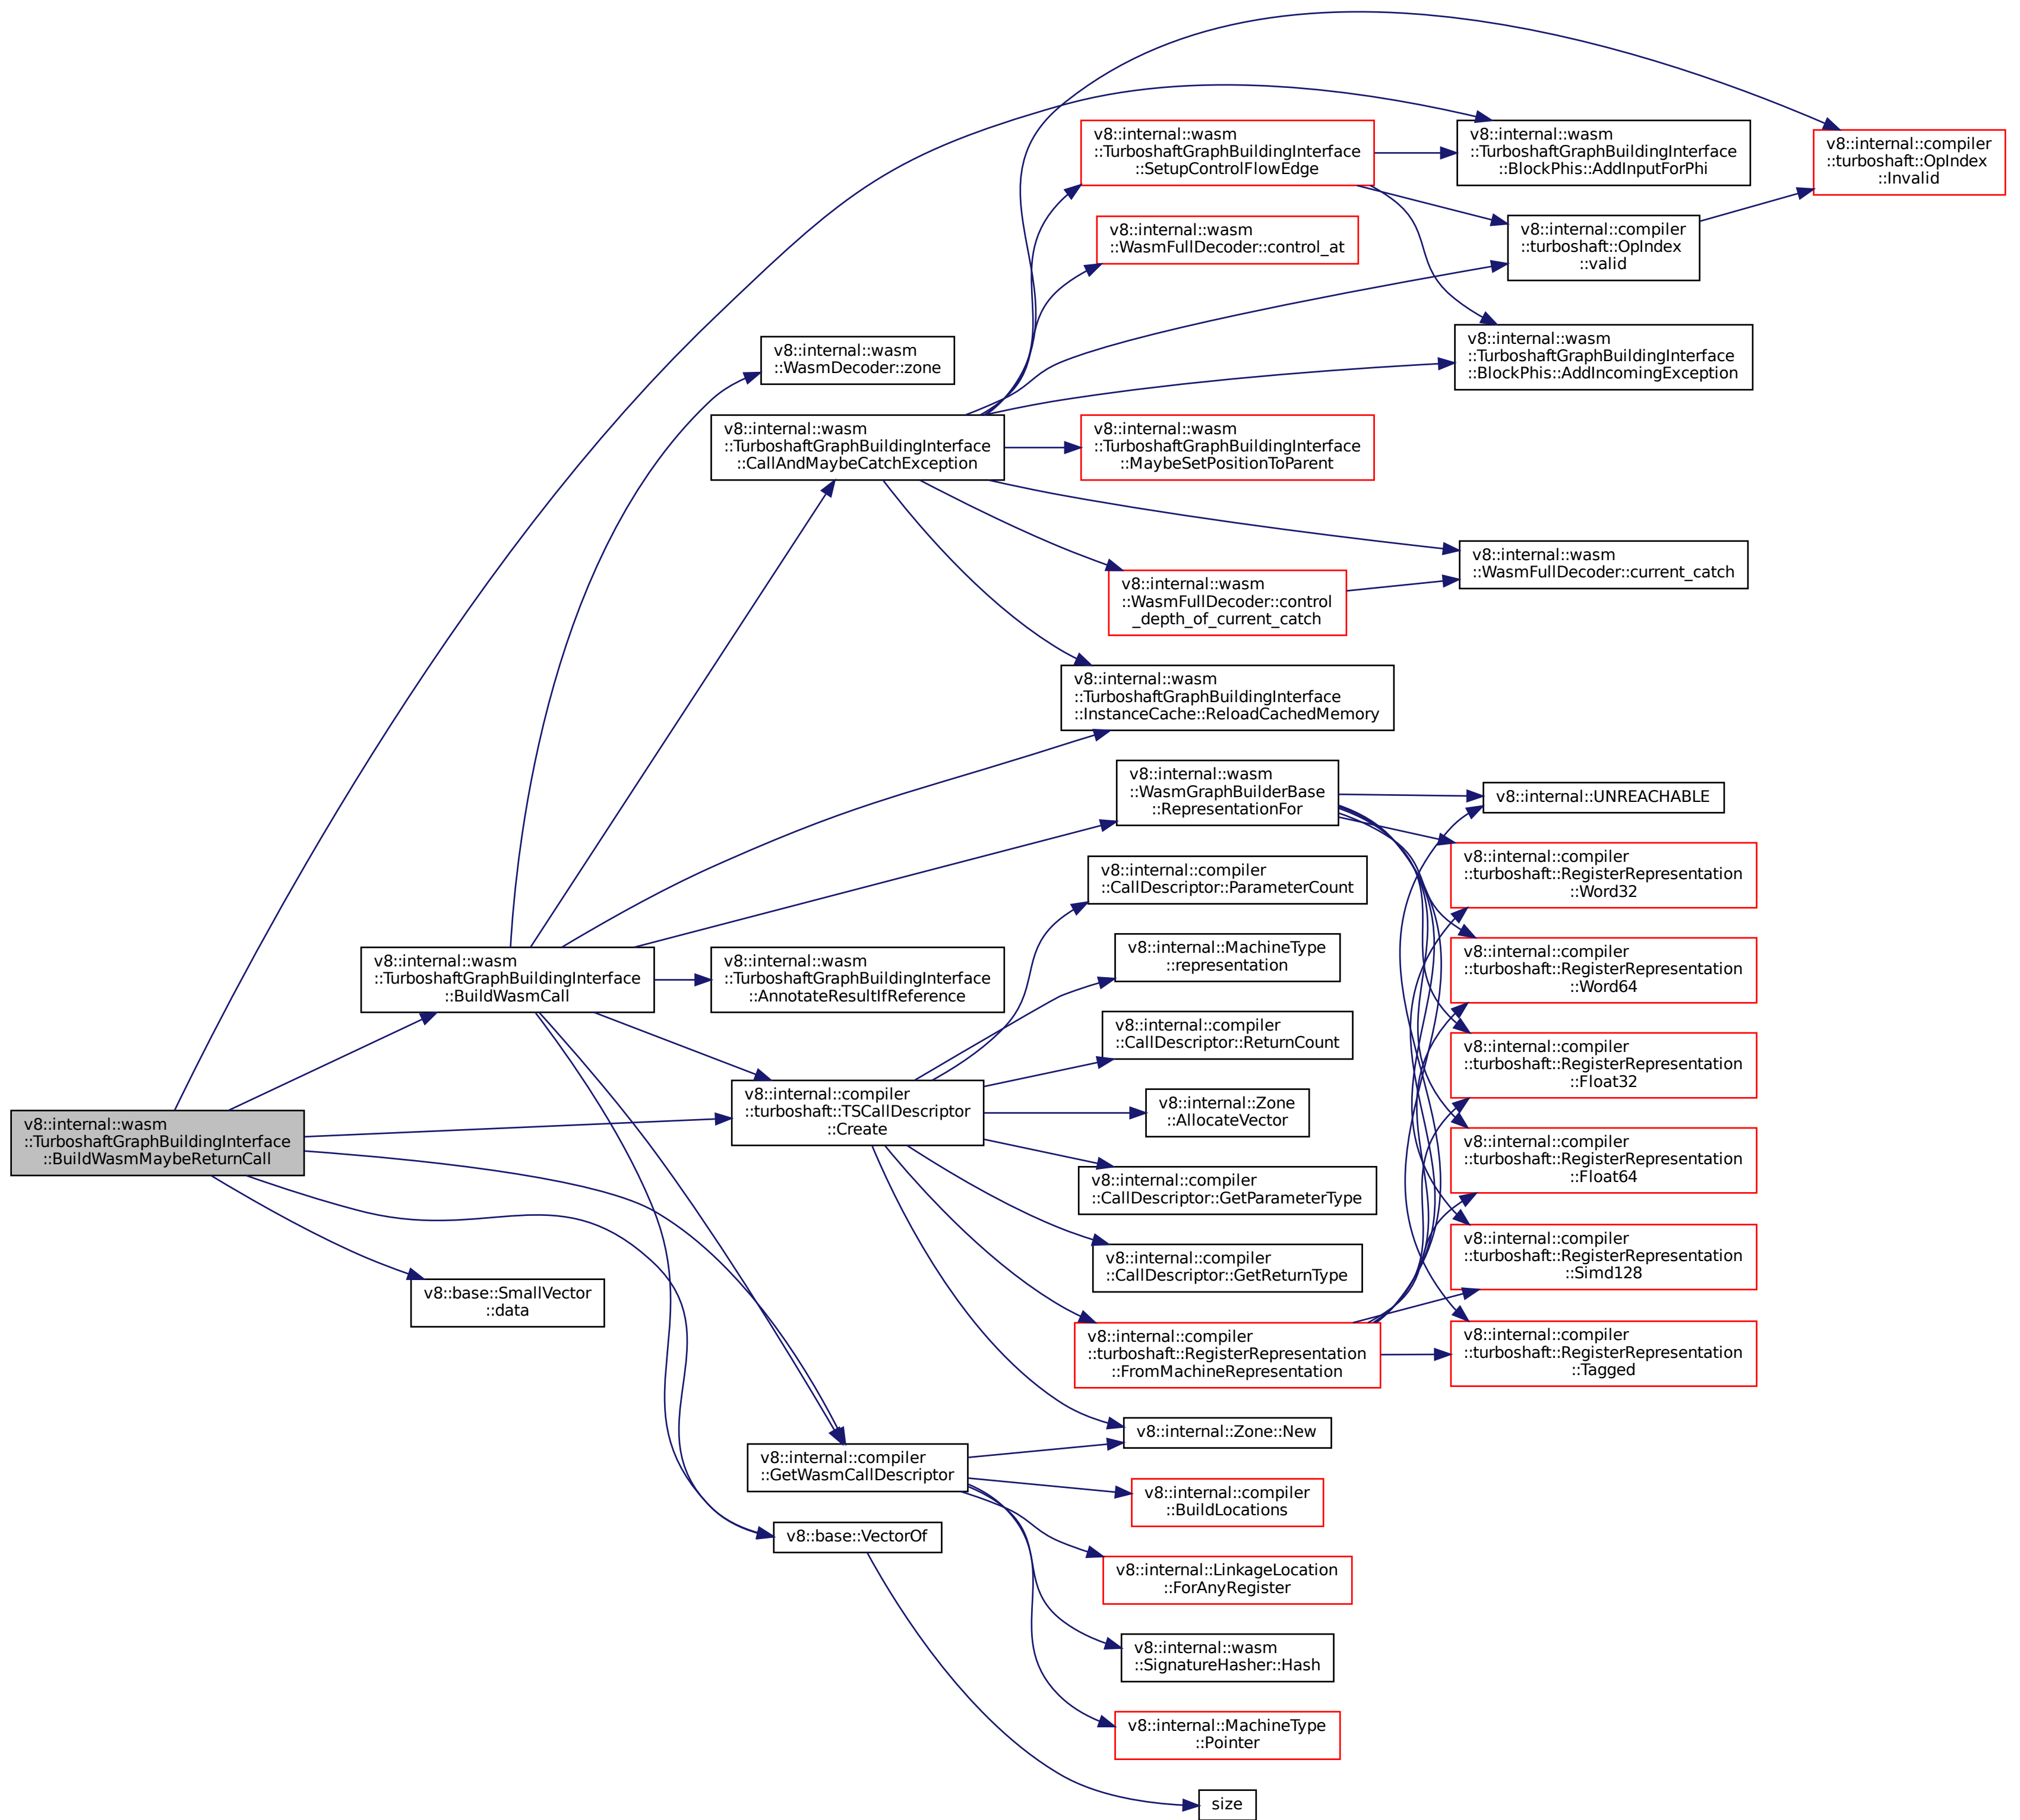 v8::internal::wasm
::TurboshaftGraphBuildingInterface
::BuildWasmMaybeReturnCall
v8::internal::wasm
::TurboshaftGraphBuildingInterface
::BuildWasmCall
v8::base::SmallVector
::data
v8::internal::wasm
::WasmDecoder::zone
v8::internal::wasm
::TurboshaftGraphBuildingInterface
::CallAndMaybeCatchException
v8::internal::wasm
::TurboshaftGraphBuildingInterface
::AnnotateResultIfReference
v8::internal::compiler
::turboshaft::TSCallDescriptor
::Create
v8::internal::compiler
::GetWasmCallDescriptor
v8::base::VectorOf
v8::internal::wasm
::TurboshaftGraphBuildingInterface
::SetupControlFlowEdge
v8::internal::wasm
::WasmFullDecoder::control_at
v8::internal::wasm
::TurboshaftGraphBuildingInterface
::MaybeSetPositionToParent
v8::internal::wasm
::WasmFullDecoder::control
_depth_of_current_catch
v8::internal::wasm
::TurboshaftGraphBuildingInterface
::InstanceCache::ReloadCachedMemory
v8::internal::wasm
::WasmGraphBuilderBase
::RepresentationFor
v8::internal::compiler
::CallDescriptor::ParameterCount
v8::internal::MachineType
::representation
v8::internal::compiler
::CallDescriptor::ReturnCount
v8::internal::Zone
::AllocateVector
v8::internal::compiler
::CallDescriptor::GetParameterType
v8::internal::compiler
::CallDescriptor::GetReturnType
v8::internal::compiler
::turboshaft::RegisterRepresentation
::FromMachineRepresentation
v8::internal::Zone::New
v8::internal::compiler
::BuildLocations
v8::internal::LinkageLocation
::ForAnyRegister
v8::internal::wasm
::SignatureHasher::Hash
v8::internal::MachineType
::Pointer
size
v8::internal::wasm
::TurboshaftGraphBuildingInterface
::BlockPhis::AddInputForPhi
v8::internal::compiler
::turboshaft::OpIndex
::valid
v8::internal::wasm
::TurboshaftGraphBuildingInterface
::BlockPhis::AddIncomingException
v8::internal::wasm
::WasmFullDecoder::current_catch
v8::internal::UNREACHABLE
v8::internal::compiler
::turboshaft::RegisterRepresentation
::Word32
v8::internal::compiler
::turboshaft::RegisterRepresentation
::Word64
v8::internal::compiler
::turboshaft::RegisterRepresentation
::Float32
v8::internal::compiler
::turboshaft::RegisterRepresentation
::Float64
v8::internal::compiler
::turboshaft::RegisterRepresentation
::Simd128
v8::internal::compiler
::turboshaft::RegisterRepresentation
::Tagged
v8::internal::compiler
::turboshaft::OpIndex
::Invalid